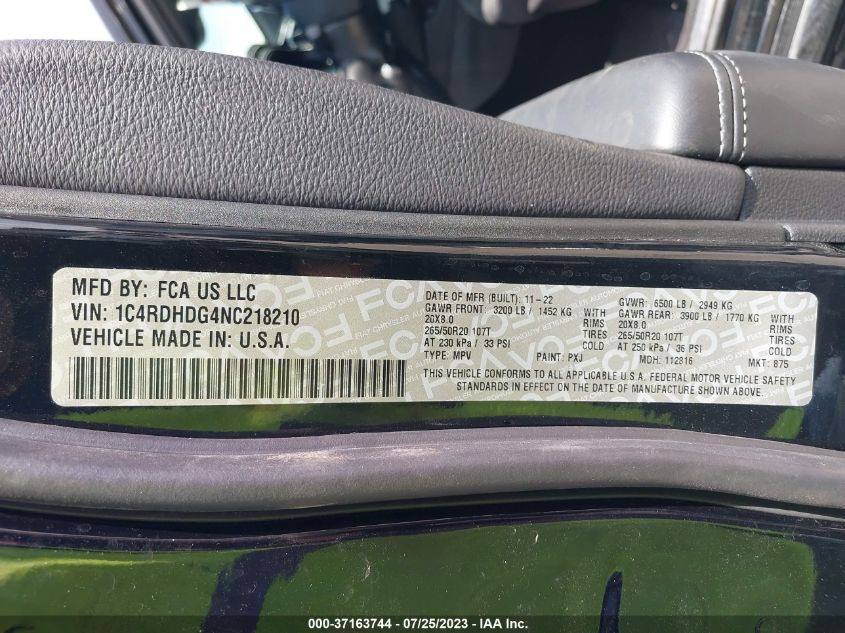 MFD BY: FCA US LLC
VIN: 1C4RDHDG4NC218210
VEHICLE MADE IN: U.S.A.
DATE OF MFR (BUILT): 11-22
GAWR FRONT: 3200 LB / 1452 KG WITH
20X8.0 RIMS
265/50R20 107T TIRES
AT 230 kPa / 33 PSI COLD
TYPE: MPV PAINT: PXJ
GVWR: 6500 LB / 2949 KG
GAWR REAR: 3900 LB / 1770 KG WITH
20X8.0 RIMS
265/50R20 107T TIRES
AT 250 kPa / 36 PSI COLD
MDH: 112816 MKT: 875
THIS VEHICLE CONFORMS TO ALL APPLICABLE U.S.A. FEDERAL MOTOR VEHICLE SAFETY
STANDARDS IN EFFECT ON THE DATE OF MANUFACTURE SHOWN ABOVE.
000-37163744 / 07/25/2023 - IAA Inc.